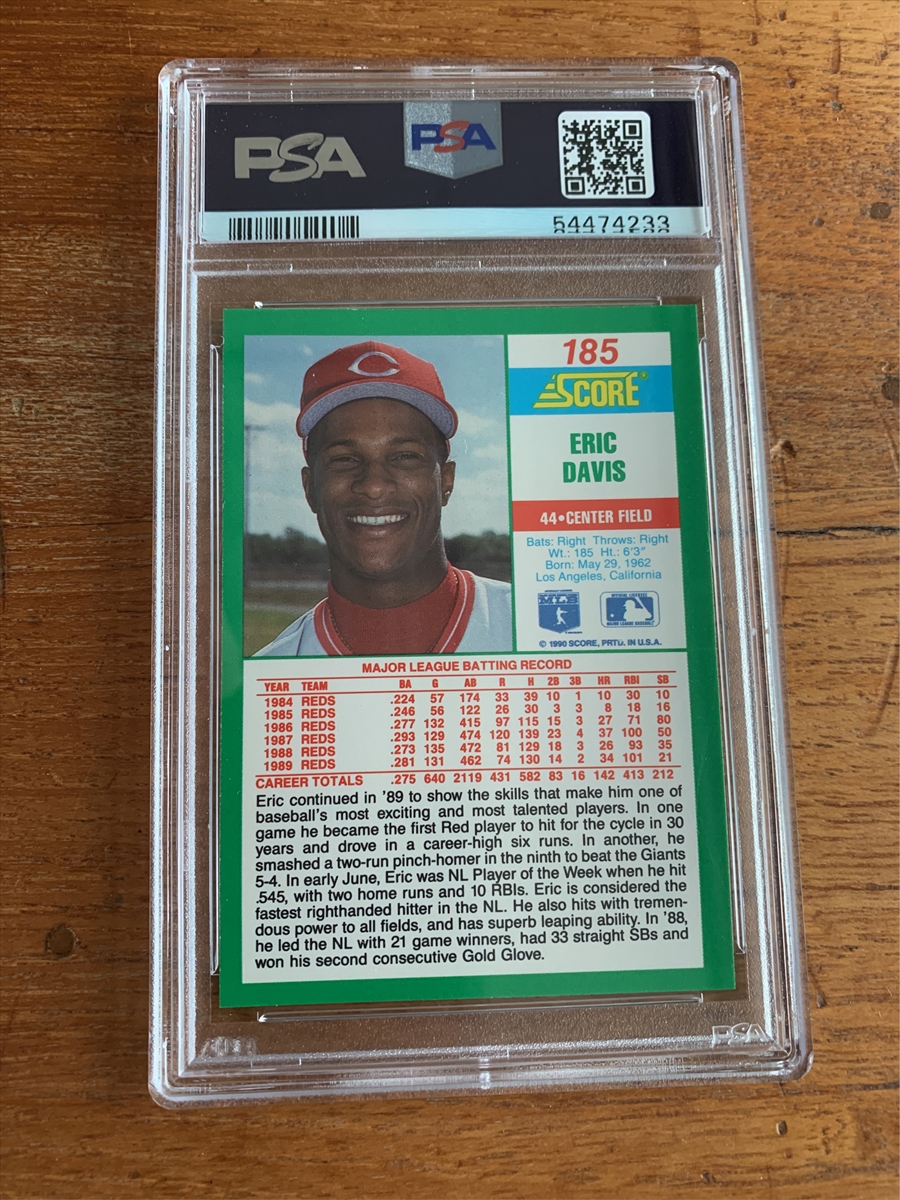 PSA
PSA
54474233
185
SCORE®
ERIC
DAVIS
44•CENTER FIELD
Bats: Right Throws: Right
Wt.: 185 Ht.: 6'3"
Born: May 29, 1962
Los Angeles, California
MLB
MAJOR LEAGUE BASEBALL
© 1990 SCORE, PRTD. IN U.S.A.
MAJOR LEAGUE BATTING RECORD
YEAR TEAM BA G AB R H 2B 3B HR RBI SB
1984 REDS .224 57 174 33 39 10 1 10 30 10
1985 REDS .246 56 122 26 30 3 3 8 18 16
1986 REDS .277 132 415 97 115 15 3 27 71 80
1987 REDS .293 129 474 120 139 23 4 37 100 50
1988 REDS .273 135 472 81 129 18 3 26 93 35
1989 REDS .281 131 462 74 130 14 2 34 101 21
CAREER TOTALS .275 640 2119 431 582 83 16 142 413 212
Eric continued in '89 to show the skills that make him one of
baseball's most exciting and most talented players. In one
game he became the first Red player to hit for the cycle in 30
years and drove in a career-high six runs. In another, he
smashed a two-run pinch-homer in the ninth to beat the Giants
5-4. In early June, Eric was NL Player of the Week when he hit
.545, with two home runs and 10 RBIs. Eric is considered the
fastest righthanded hitter in the NL. He also hits with tremen-
dous power to all fields, and has superb leaping ability. In '88,
he led the NL with 21 game winners, had 33 straight SBs and
won his second consecutive Gold Glove.
PSA